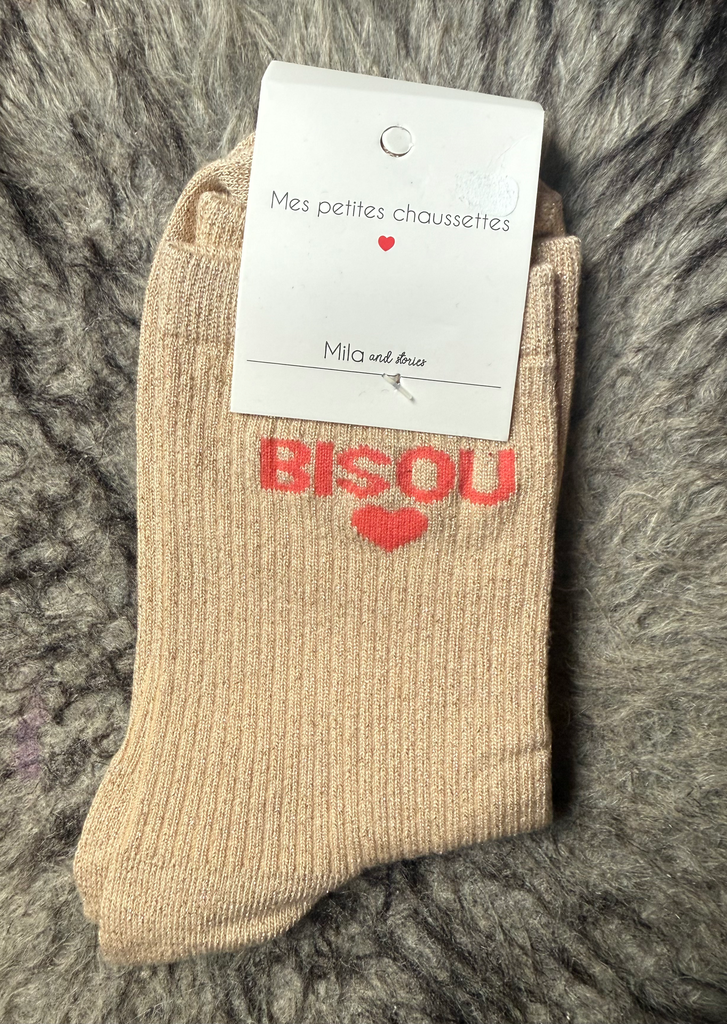 Mes petites chaussettes
Mila and stories
BISOU